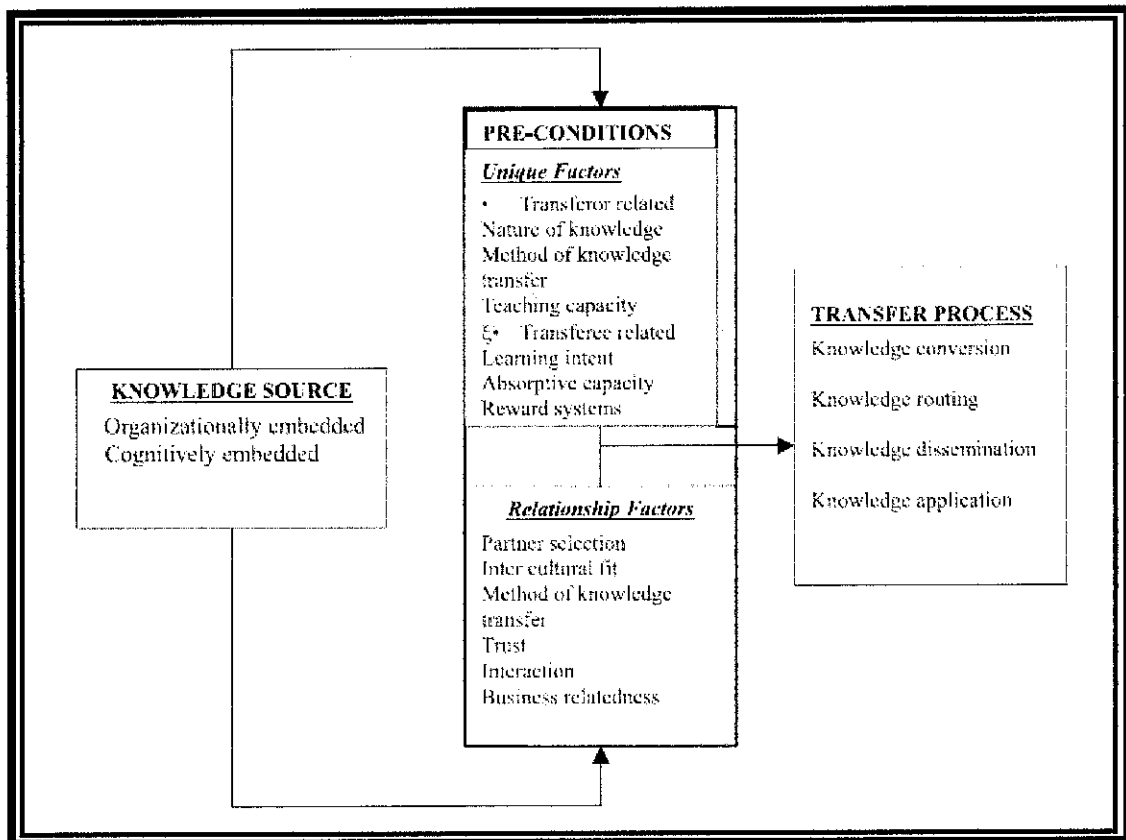 KNOWLEDGE SOURCE
Organizationally embedded
Cognitively embedded
PRE-CONDITIONS
Unique Factors
• Transferor related
Nature of knowledge
Method of knowledge
transfer
Teaching capacity
ξ• Transferee related
Learning intent
Absorptive capacity
Reward systems
Relationship Factors
Partner selection
Inter cultural fit
Method of knowledge
transfer
Trust
Interaction
Business relatedness
TRANSFER PROCESS
Knowledge conversion
Knowledge routing
Knowledge dissemination
Knowledge application